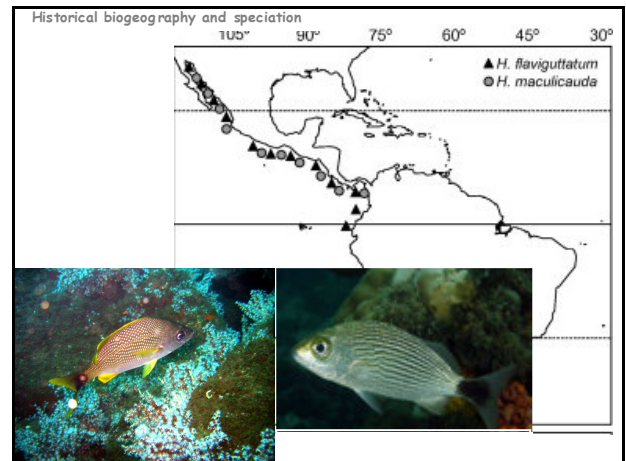 Historical biogeography and speciation
105° 90° 75° 60° 45° 30°
H. flaviguttatum
H. maculicauda